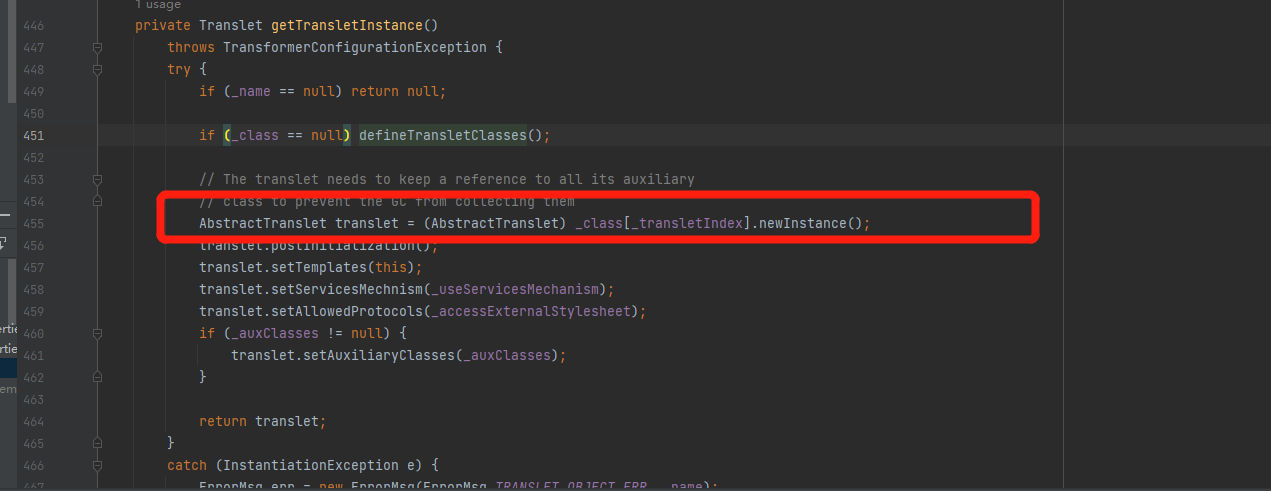 1 usage
446 private Translet getTransletInstance()
447 throws TransformerConfigurationException {
448 try {
449 if (_name == null) return null;
450
451 if (_class == null) defineTransletClasses();
452
453 // The translet needs to keep a reference to all its auxiliary
454 // class to prevent the GC from collecting them
455 AbstractTranslet translet = (AbstractTranslet) _class[_transletIndex].newInstance();
456 translet.postInitialization();
457 translet.setTemplates(this);
458 translet.setServicesMechnism(_useServicesMechanism);
459 translet.setAllowedProtocols(_accessExternalStylesheet);
460 if (_auxClasses != null) {
461 translet.setAuxiliaryClasses(_auxClasses);
462 }
463
464 return translet;
465 }
466 catch (InstantiationException e) {
467 ErrorMsg err = new ErrorMsg(ErrorMsg.TRANSLET_OBJECT_ERR, _name);